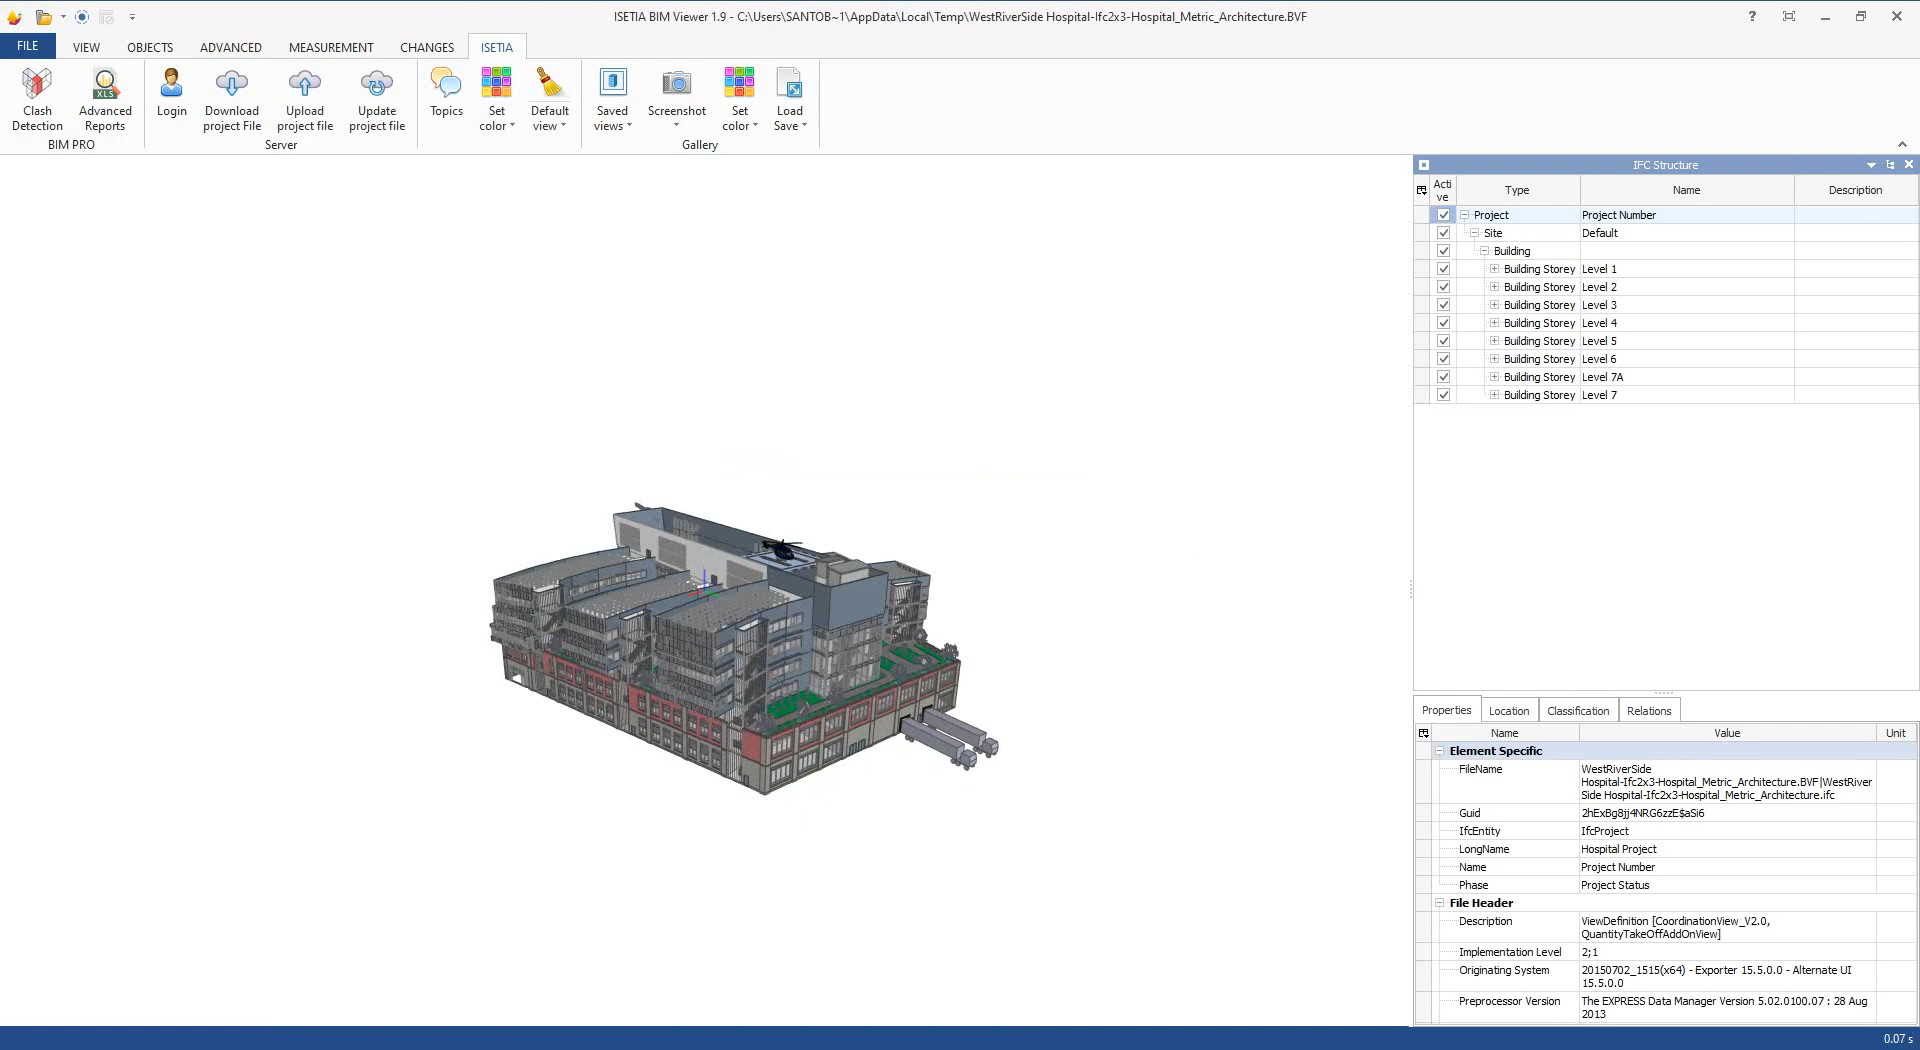 ISETIA BIM Viewer 1.9 - C:\Users\SANTOB~1\AppData\Local\Temp\WestRiverSide Hospital-Ifc2x3-Hospital_Metric_Architecture.BVF
?
FILE VIEW OBJECTS ADVANCED MEASUREMENT CHANGES ISETIA
XLS
Clash Advanced Login Download Upload Update Topics Set Default Saved Screenshot Set Load
Detection Reports project File project file project file color view views color Save
BIM PRO Server Gallery
IFC Structure
Acti
ve Type Name Description
Project Project Number
Site Default
Building
Building Storey Level 1
Building Storey Level 2
Building Storey Level 3
Building Storey Level 4
Building Storey Level 5
Building Storey Level 6
Building Storey Level 7A
Building Storey Level 7
Properties Location Classification Relations
Name Value Unit
Element Specific
FileName WestRiverSide
Hospital-Ifc2x3-Hospital_Metric_Architecture.BVF|WestRiver
Side Hospital-Ifc2x3-Hospital_Metric_Architecture.ifc
Guid 2hExBg8jj4NRG6zzE$aSi6
IfcEntity IfcProject
LongName Hospital Project
Name Project Number
Phase Project Status
File Header
Description ViewDefinition [CoordinationView_V2.0,
QuantityTakeOffAddOnView]
Implementation Level 2;1
Originating System 20150702_1515(x64) - Exporter 15.5.0.0 - Alternate UI
15.5.0.0
Preprocessor Version The EXPRESS Data Manager Version 5.02.0100.07 : 28 Aug
2013
0.07 s